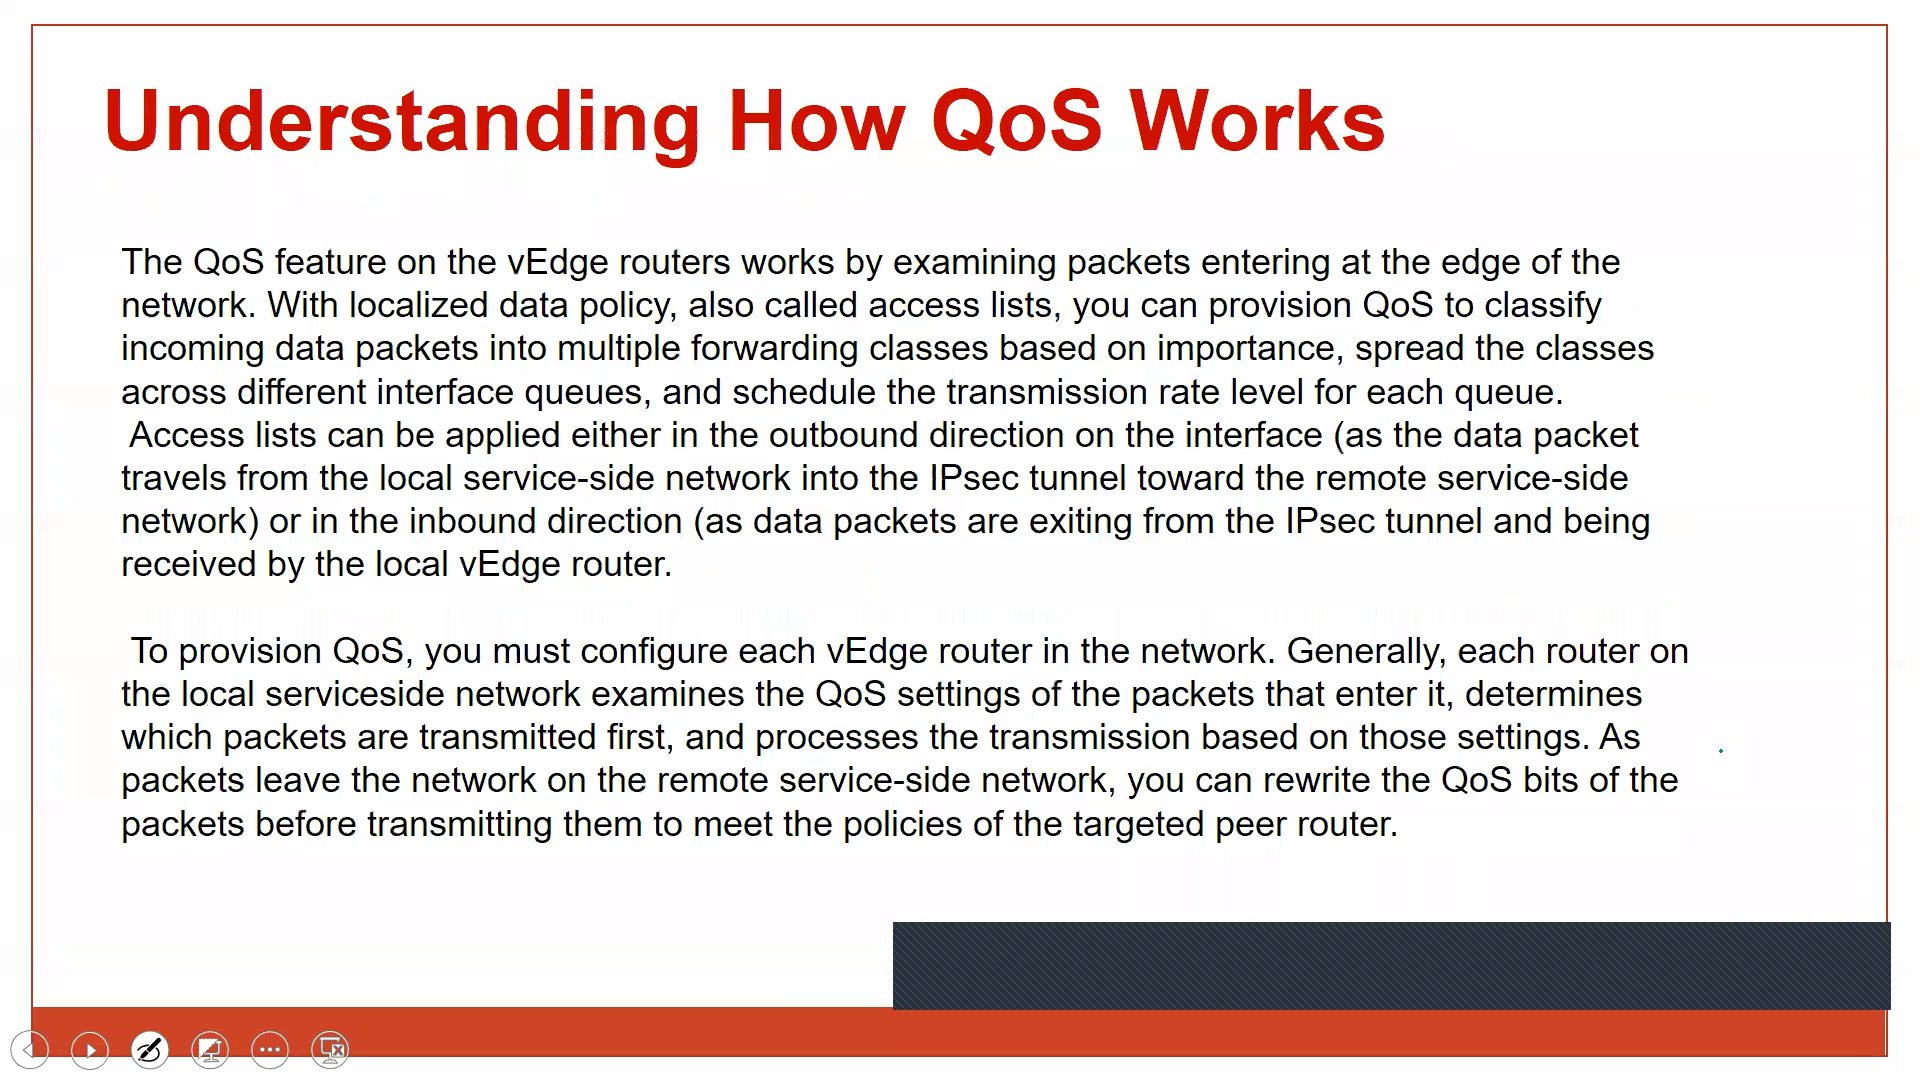 Understanding How QoS Works
The QoS feature on the vEdge routers works by examining packets entering at the edge of the
network. With localized data policy, also called access lists, you can provision QoS to classify
incoming data packets into multiple forwarding classes based on importance, spread the classes
across different interface queues, and schedule the transmission rate level for each queue.
Access lists can be applied either in the outbound direction on the interface (as the data packet
travels from the local service-side network into the IPsec tunnel toward the remote service-side
network) or in the inbound direction (as data packets are exiting from the IPsec tunnel and being
received by the local vEdge router.
To provision QoS, you must configure each vEdge router in the network. Generally, each router on
the local serviceside network examines the QoS settings of the packets that enter it, determines
which packets are transmitted first, and processes the transmission based on those settings. As
packets leave the network on the remote service-side network, you can rewrite the QoS bits of the
packets before transmitting them to meet the policies of the targeted peer router.